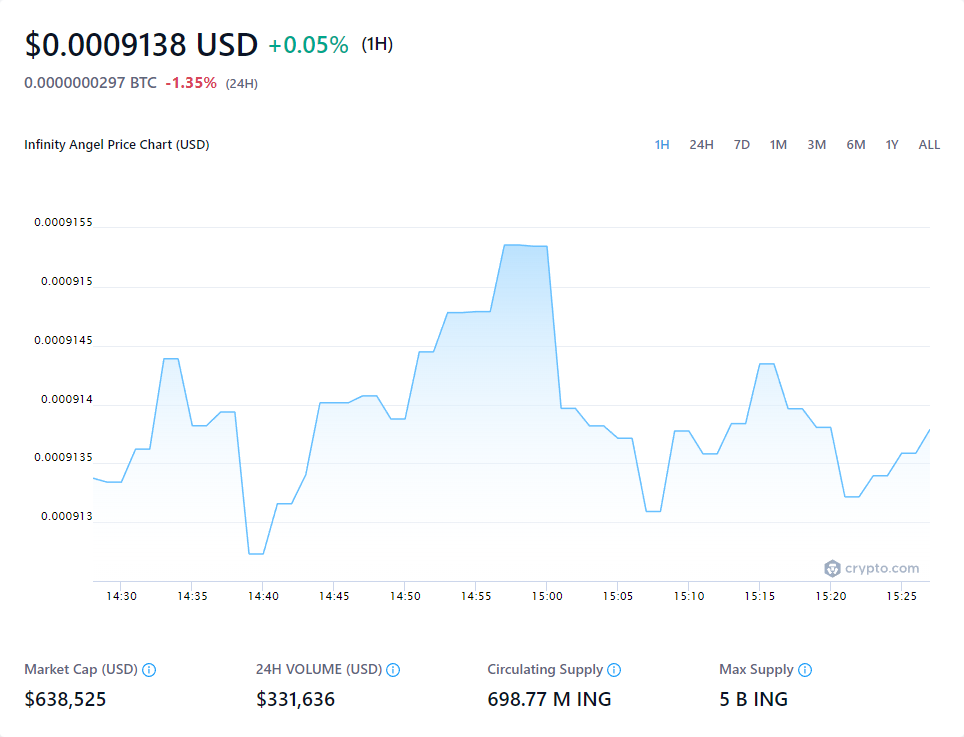 $0.0009138 USD +0.05% (1H)
0.0000000297 BTC -1.35% (24H)
Infinity Angel Price Chart (USD) 1H 24H 7D 1M 3M 6M 1Y ALL
0.0009155
0.000915
0.0009145
0.000914
0.0009135
0.000913
crypto.com
14:30 14:35 14:40 14:45 14:50 14:55 15:00 15:05 15:10 15:15 15:20 15:25
Market Cap (USD) 24H VOLUME (USD) Circulating Supply Max Supply
$638,525 $331,636 698.77 M ING 5 B ING